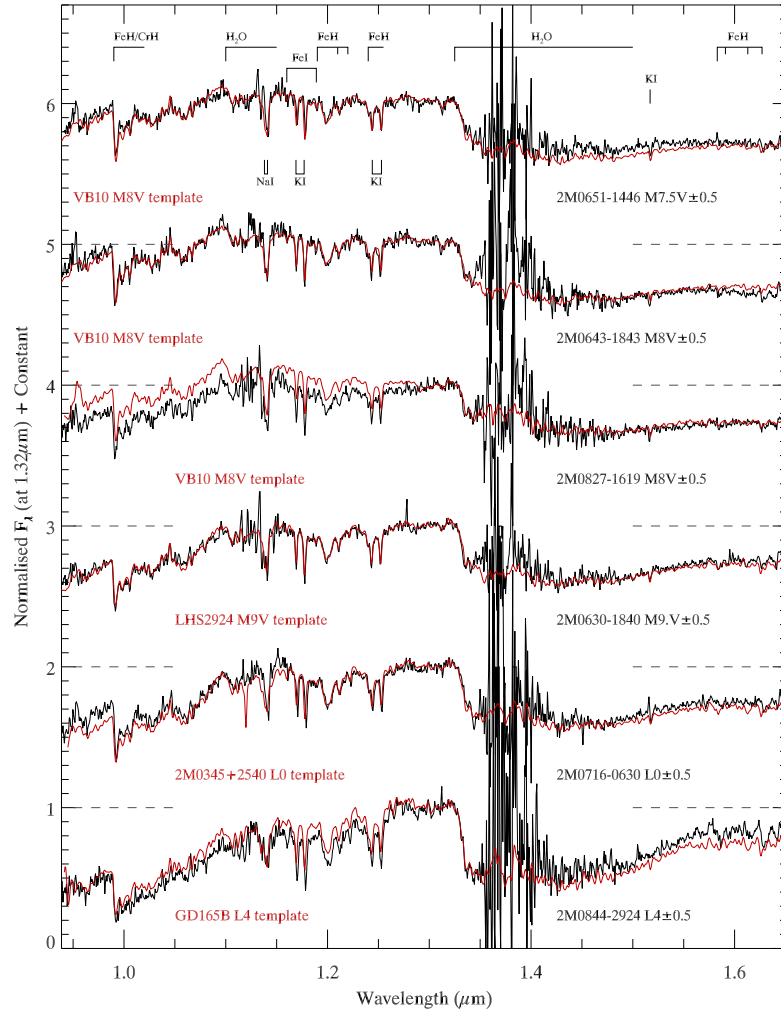 FeH/CrH
H₂O
FeH
FeH
H₂O
FeH
FeI
KI
6
NaI
KI
KI
VB10 M8V template
2M0651-1446 M7.5V±0.5
5
VB10 M8V template
2M0643-1843 M8V±0.5
4
VB10 M8V template
2M0827-1619 M8V±0.5
3
LHS2924 M9V template
2M0630-1840 M9.V±0.5
2
2M0345+2540 L0 template
2M0716-0630 L0±0.5
1
GD165B L4 template
2M0844-2924 L4±0.5
0
1.0
1.2
1.4
1.6
Wavelength (μm)
Normalised Fλ (at 1.32μm) + Constant